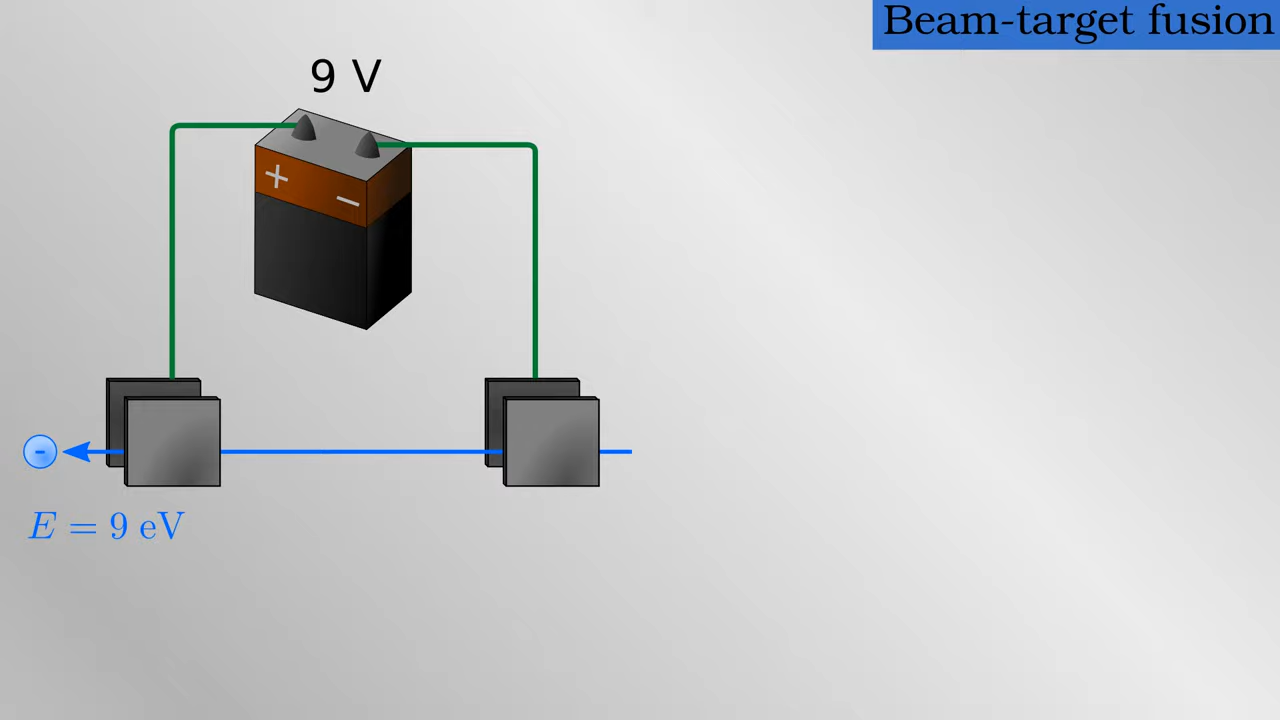 Beam-target fusion
9 V
+
−
-
E = 9 eV